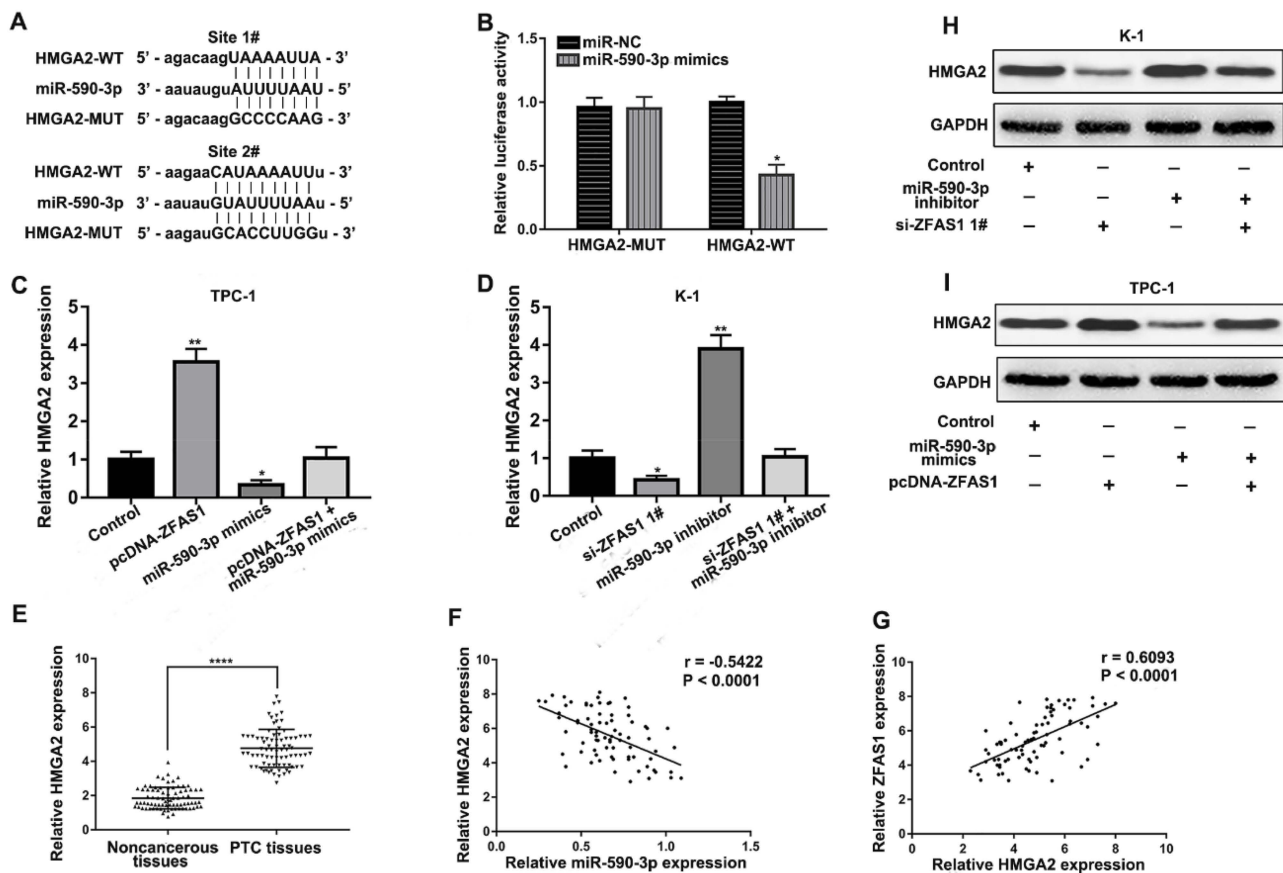 A
Site 1#
HMGA2-WT 5' - agacaagUAAAAUUA - 3'
miR-590-3p 3' - aauauguAUUUUAAU - 5'
HMGA2-MUT 5' - agacaagGCCCCAAG - 3'
Site 2#
HMGA2-WT 5' - aagaaCAUAAAAUUu - 3'
miR-590-3p 3' - aauauGUAUUUUAAu - 5'
HMGA2-MUT 5' - aagauGCACCUUGGu - 3'
B
Relative luciferase activity
1.5
1.0
0.5
0.0
miR-NC
miR-590-3p mimics
*
HMGA2-MUT HMGA2-WT
C
TPC-1
Relative HMGA2 expression
5
4
3
2
1
0
**
*
Control
pcDNA-ZFAS1
miR-590-3p mimics
pcDNA-ZFAS1 +
miR-590-3p mimics
D
K-1
Relative HMGA2 expression
5
4
3
2
1
0
*
**
Control
si-ZFAS1 1#
miR-590-3p inhibitor
si-ZFAS1 1# +
miR-590-3p inhibitor
E
Relative HMGA2 expression
10
8
6
4
2
0
****
Noncancerous
tissues
PTC tissues
F
Relative HMGA2 expression
10
8
6
4
2
0
r = -0.5422
P < 0.0001
0.0 0.5 1.0 1.5
Relative miR-590-3p expression
G
Relative ZFAS1 expression
10
8
6
4
2
0
r = 0.6093
P < 0.0001
0 2 4 6 8 10
Relative HMGA2 expression
H
K-1
HMGA2
GAPDH
Control + – – –
miR-590-3p
inhibitor – – + +
si-ZFAS1 1# – + – +
I
TPC-1
HMGA2
GAPDH
Control + – – –
miR-590-3p
mimics – – + +
pcDNA-ZFAS1 – + – +